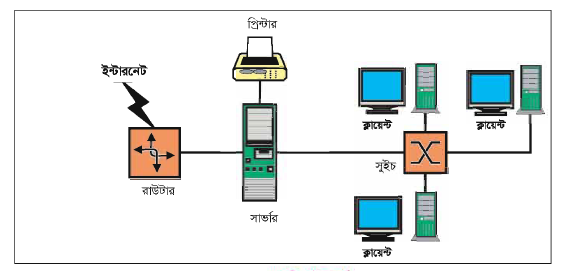 প্রিন্টার
ইন্টারনেট
ক্লায়েন্ট
ক্লায়েন্ট
রাউটার
সার্ভার
সুইচ
ক্লায়েন্ট